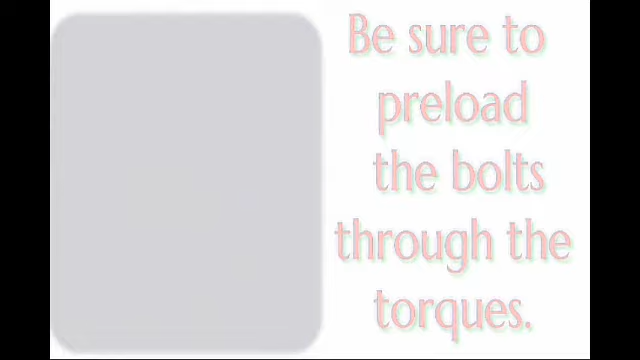 Be sure to
preload
the bolts
through the
torques.